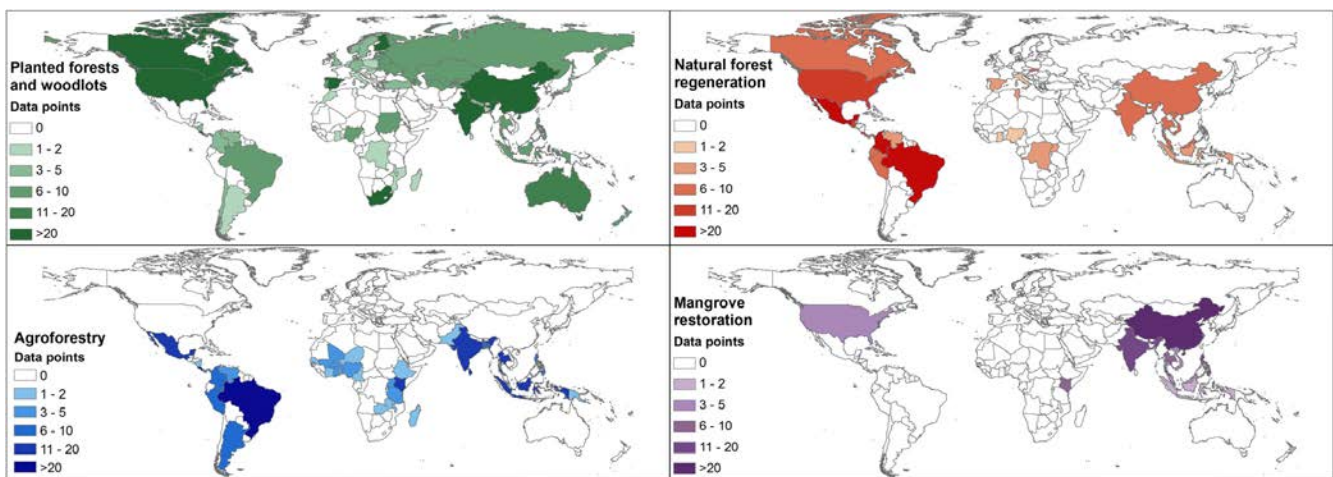 Planted forests
and woodlots
Data points
0
1 - 2
3 - 5
6 - 10
11 - 20
>20
Natural forest
regeneration
Data points
0
1 - 2
3 - 5
6 - 10
11 - 20
>20
Agroforestry
Data points
0
1 - 2
3 - 5
6 - 10
11 - 20
>20
Mangrove
restoration
Data points
0
1 - 2
3 - 5
6 - 10
11 - 20
>20